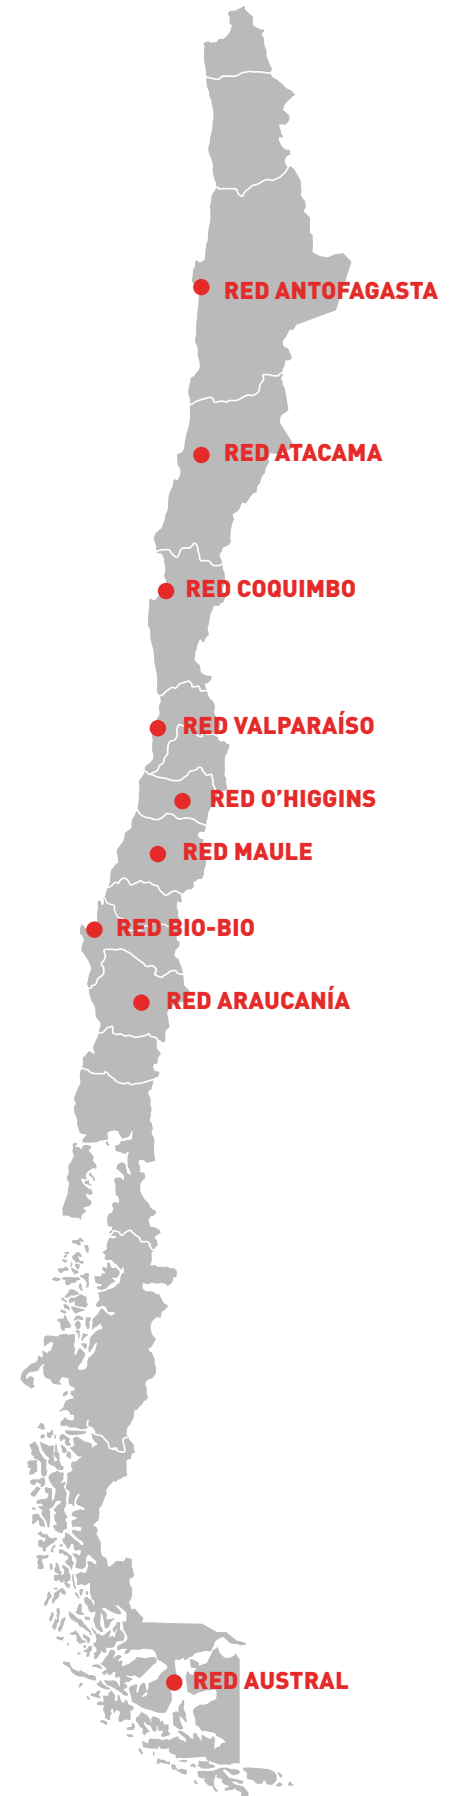 RED ANTOFAGASTA
RED ATACAMA
RED COQUIMBO
RED VALPARAÍSO
RED O’HIGGINS
RED MAULE
RED BIO-BIO
RED ARAUCANÍA
RED AUSTRAL